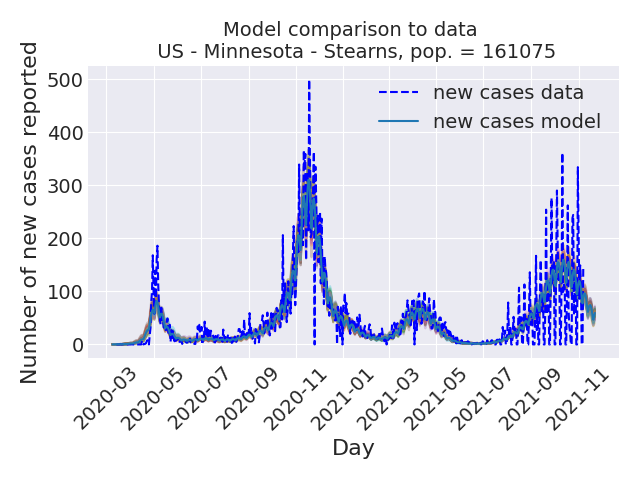 Model comparison to data
US - Minnesota - Stearns, pop. = 161075
Number of new cases reported
500
400
300
200
100
0
new cases data
new cases model
2020-03
2020-05
2020-07
2020-09
2020-11
2021-01
2021-03
2021-05
2021-07
2021-09
2021-11
Day